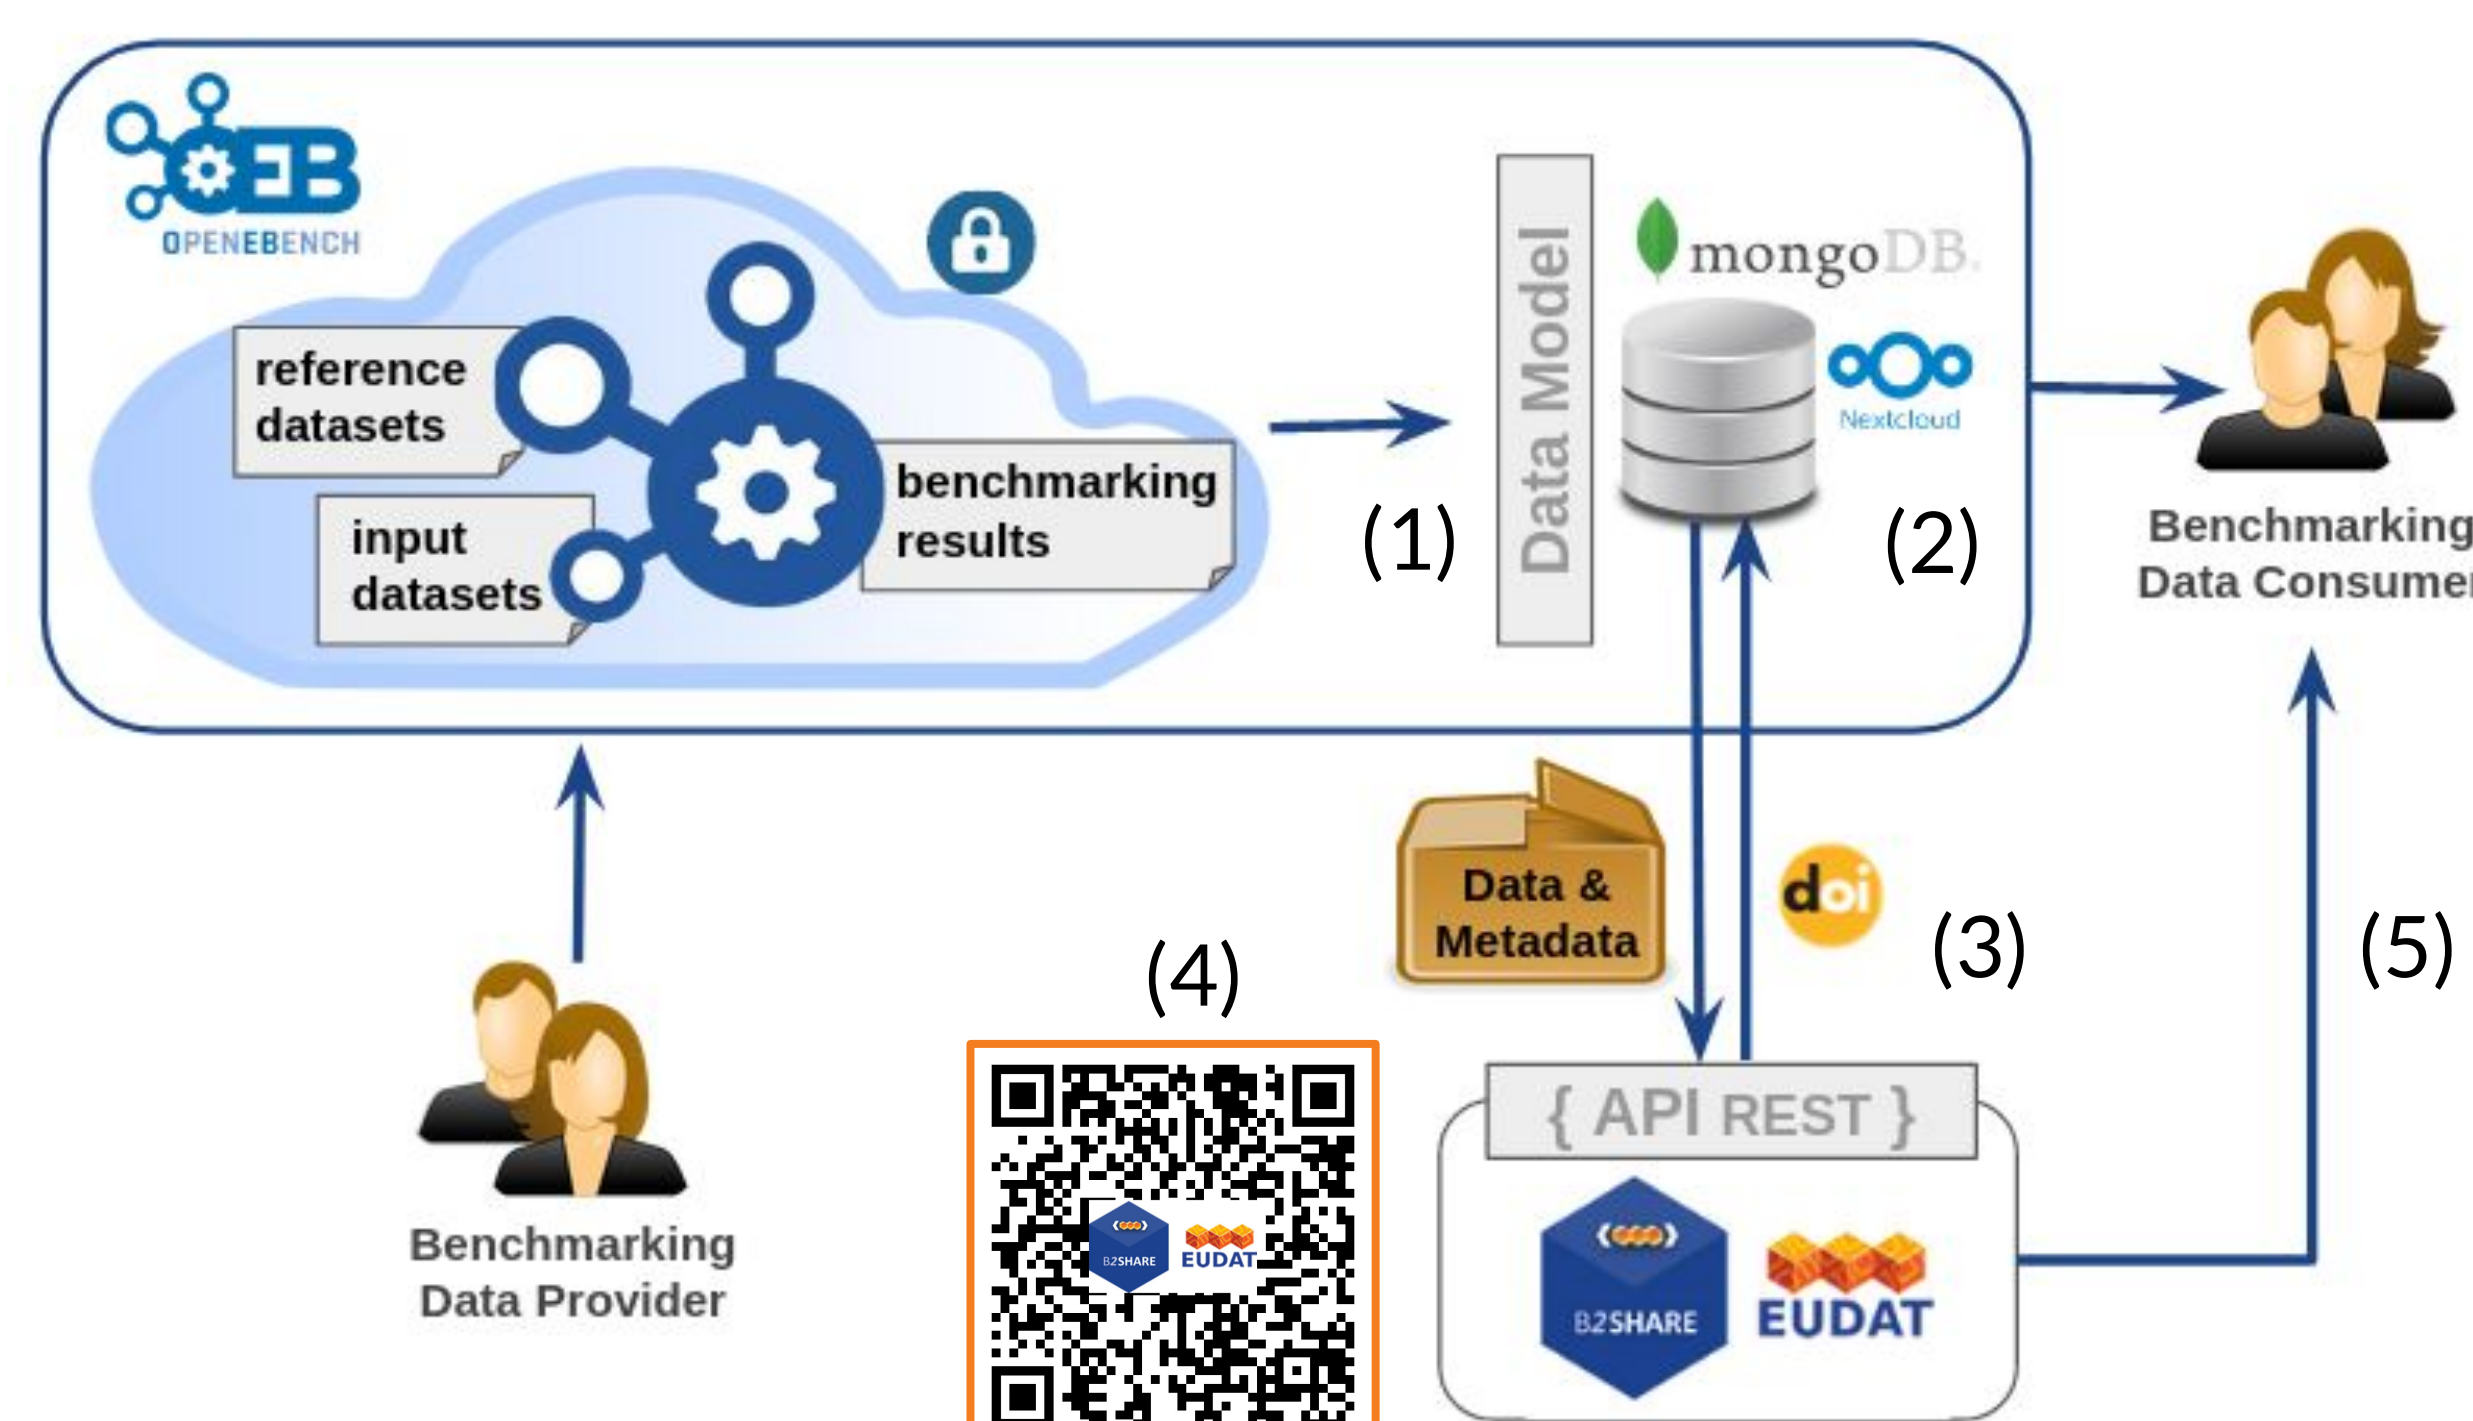 OEB
OPENEBENCH
reference
datasets
input
datasets
benchmarking
results
(1)
Data Model
mongoDB.
Nextcloud
(2)
Benchmarking
Data Consumer
Data &
Metadata
doi
(3)
(4)
(5)
B2SHARE
EUDAT
{ API REST }
B2SHARE
EUDAT
Benchmarking
Data Provider